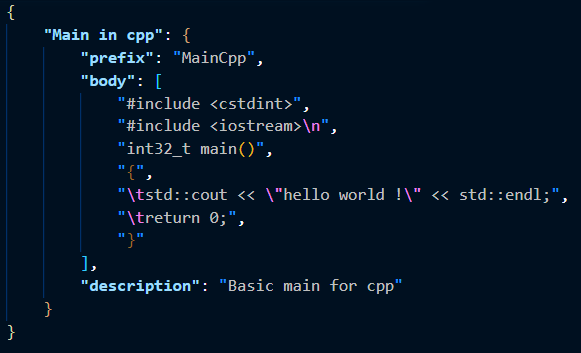 {
    "Main in cpp": {
        "prefix": "MainCpp",
        "body": [
            "#include <cstdint>",
            "#include <iostream>\n",
            "int32_t main()",
            "{",
            "\tstd::cout << \"hello world !\" << std::endl;",
            "\treturn 0;",
            "}"
        ],
        "description": "Basic main for cpp"
    }
}